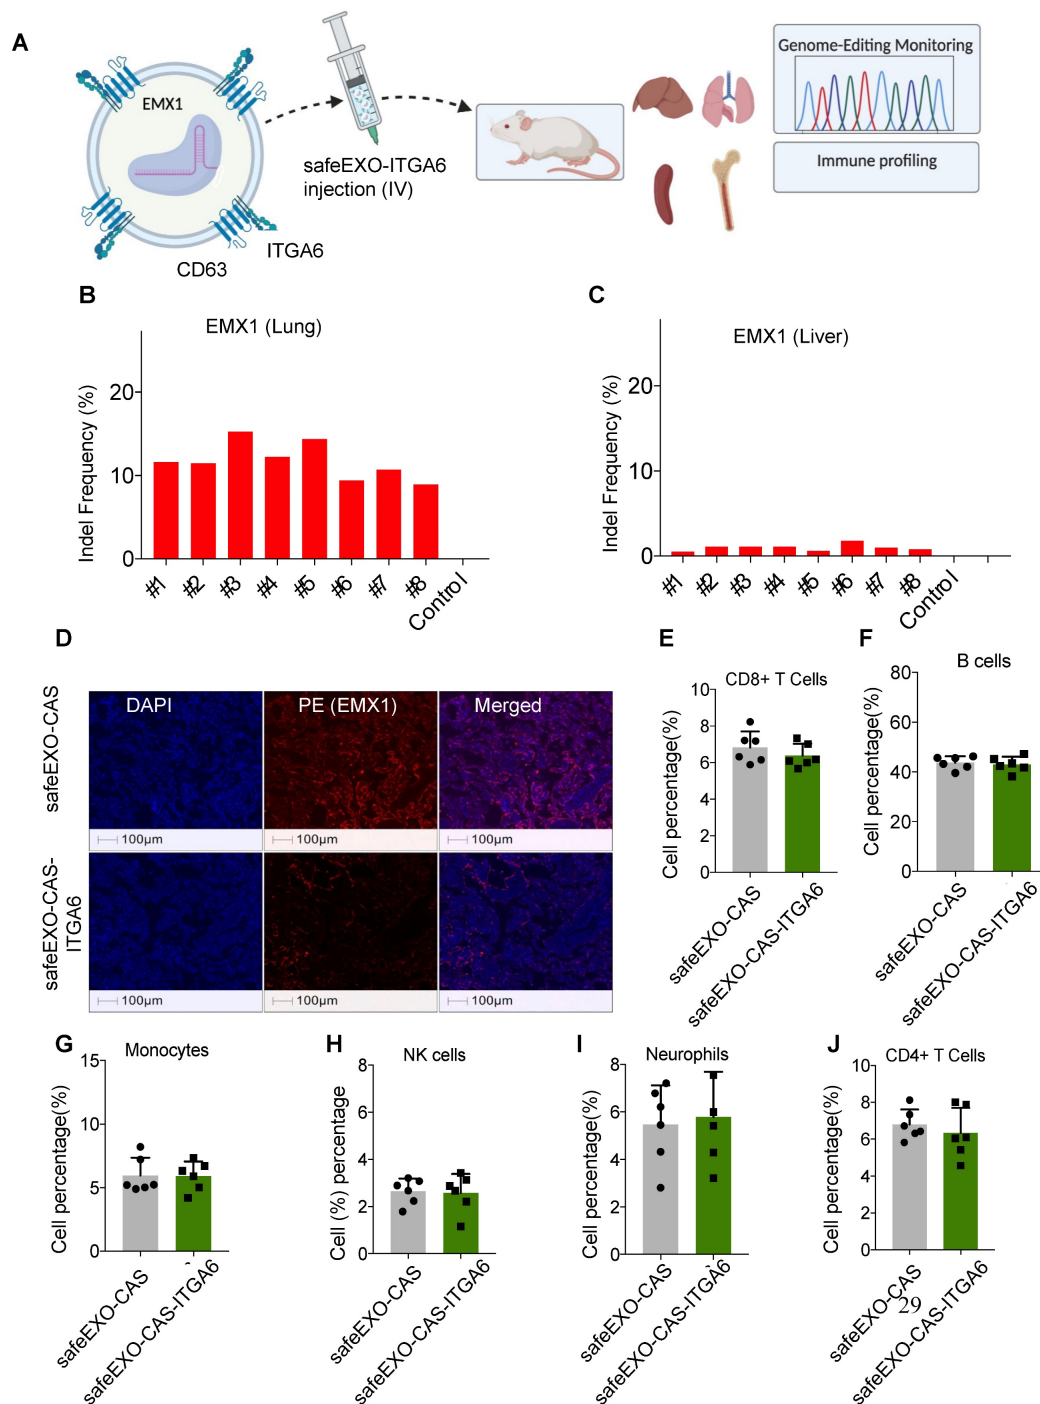 A
EMX1
ITGA6
CD63
safeEXO-ITGA6
injection (IV)
Genome-Editing Monitoring
Immune profiling
B
EMX1 (Lung)
Indel Frequency (%)
20
10
0
#1
#2
#3
#4
#5
#6
#7
#8
Control
C
EMX1 (Liver)
Indel Frequency (%)
20
10
0
#1
#2
#3
#4
#5
#6
#7
#8
Control
D
safeEXO-CAS
safeEXO-CAS-
ITGA6
DAPI
PE (EMX1)
Merged
100µm
100µm
100µm
100µm
100µm
100µm
E
CD8+ T Cells
Cell percentage(%)
10
8
6
4
2
0
safeEXO-CAS
safeEXO-CAS-ITGA6
F
B cells
Cell percentage(%)
80
60
40
20
0
safeEXO-CAS
safeEXO-CAS-ITGA6
G
Monocytes
Cell percentage(%)
15
10
5
0
safeEXO-CAS
safeEXO-CAS-ITGA6
H
NK cells
Cell (%) percentage
8
6
4
2
0
safeEXO-CAS
safeEXO-CAS-ITGA6
I
Neurophils
Cell percentage(%)
8
6
4
2
0
safeEXO-CAS
safeEXO-CAS-ITGA6
J
CD4+ T Cells
Cell percentage(%)
10
8
6
4
2
0
safeEXO-CAS
safeEXO-CAS-ITGA6
29